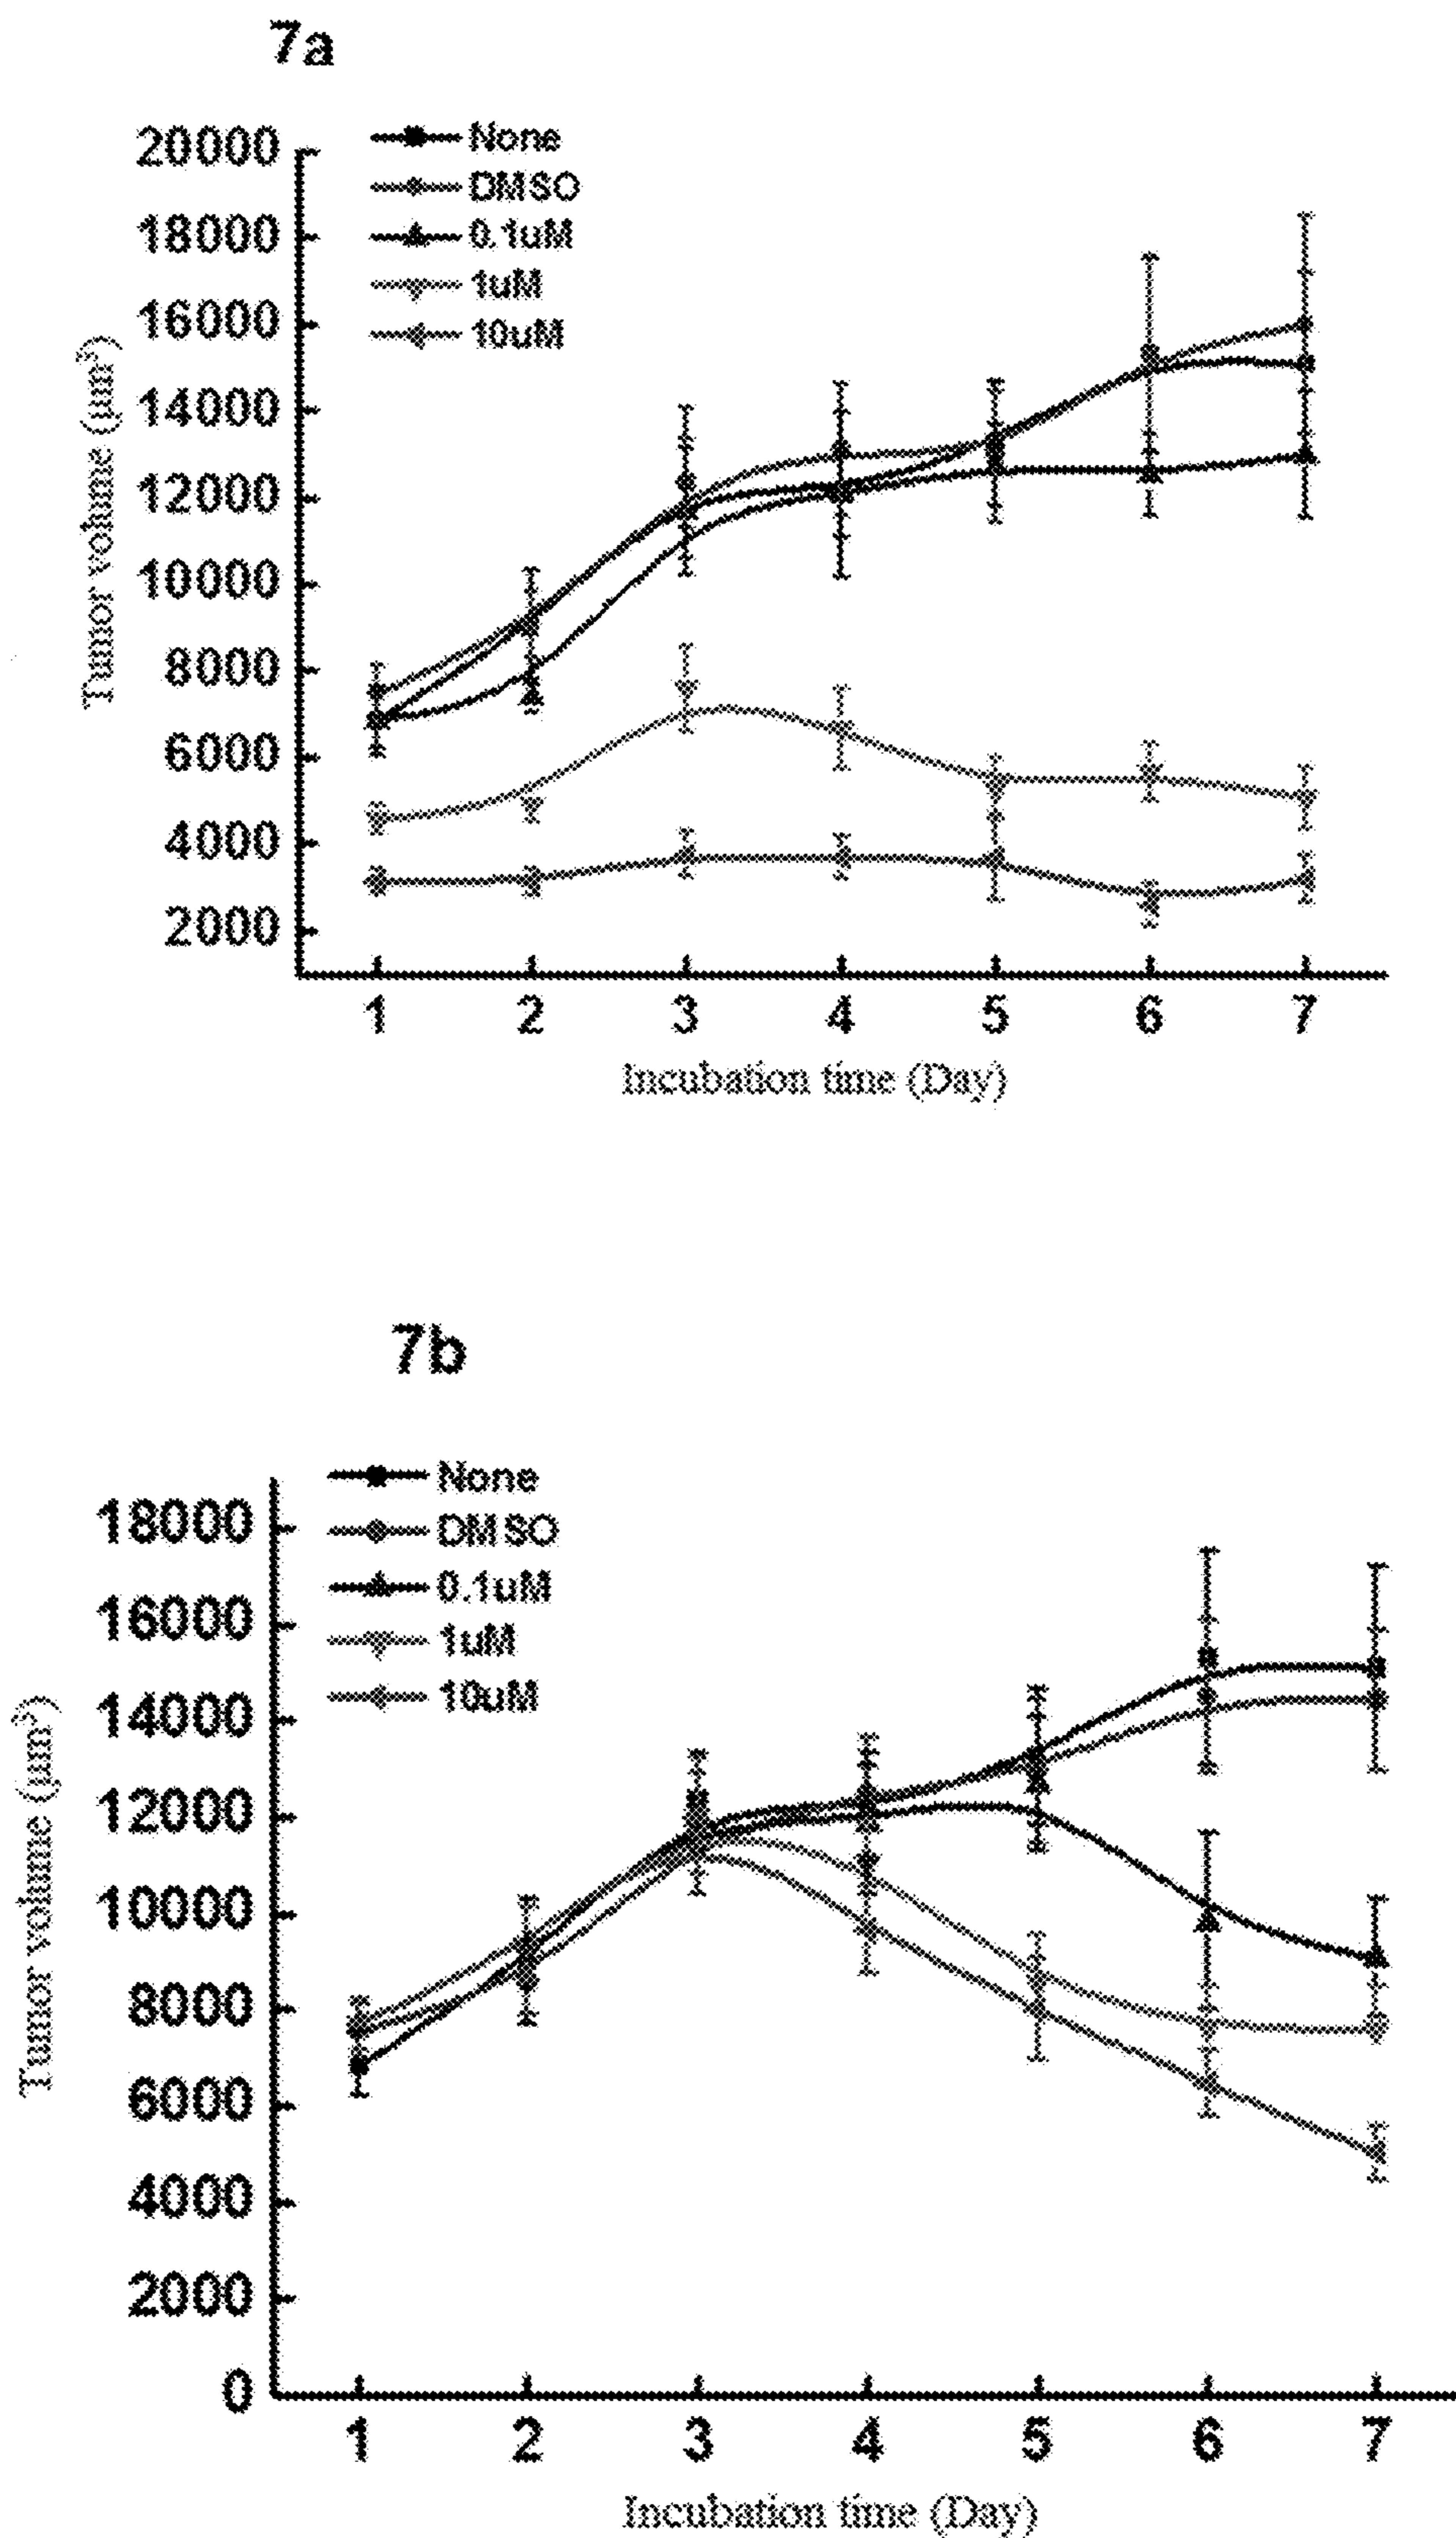 7a
20000
18000
16000
14000
12000
10000
8000
6000
4000
2000
None
DMSO
0.1uM
1uM
10uM
Tumor volume (μm³)
1 2 3 4 5 6 7
Incubation time (Day)
7b
18000
16000
14000
12000
10000
8000
6000
4000
2000
0
None
DMSO
0.1uM
1uM
10uM
Tumor volume (μm³)
1 2 3 4 5 6 7
Incubation time (Day)